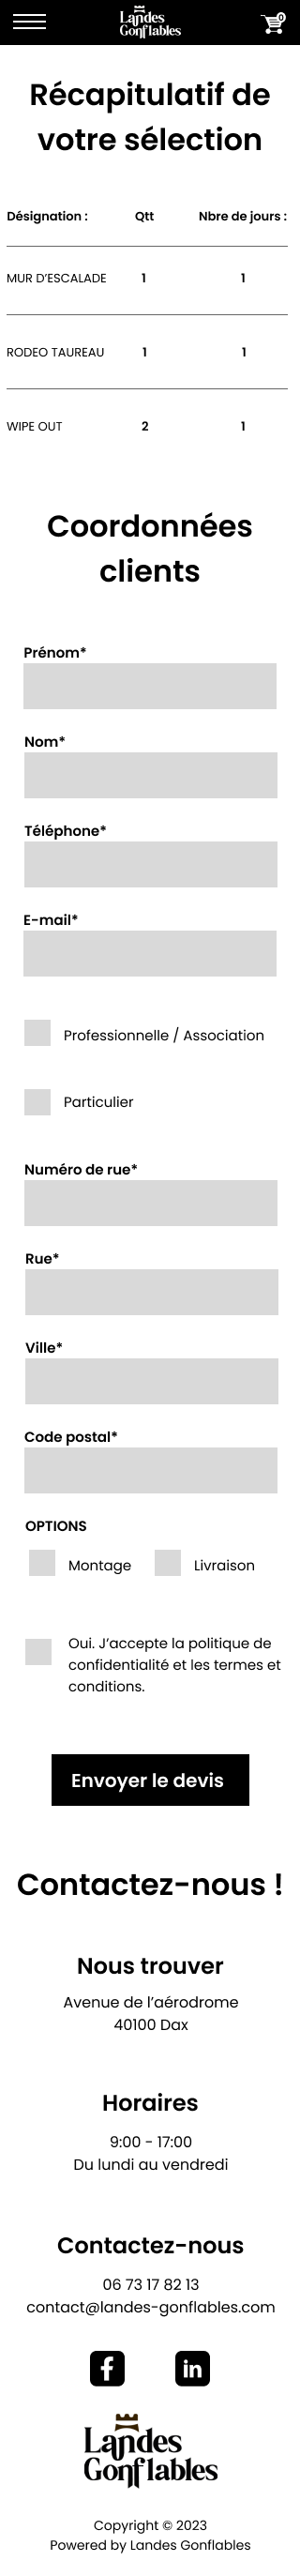 Landes
Gonflables
0
Récapitulatif de
votre sélection
Désignation : Qtt Nbre de jours :
MUR D'ESCALADE 1 1
RODEO TAUREAU 1 1
WIPE OUT 2 1
Coordonnées
clients
Prénom*
Nom*
Téléphone*
E-mail*
Professionnelle / Association
Particulier
Numéro de rue*
Rue*
Ville*
Code postal*
OPTIONS
Montage Livraison
Oui. J'accepte la politique de
confidentialité et les termes et
conditions.
Envoyer le devis
Contactez-nous !
Nous trouver
Avenue de l'aérodrome
40100 Dax
Horaires
9:00 - 17:00
Du lundi au vendredi
Contactez-nous
06 73 17 82 13
contact@landes-gonflables.com
f in
Landes
Gonflables
Copyright © 2023
Powered by Landes Gonflables